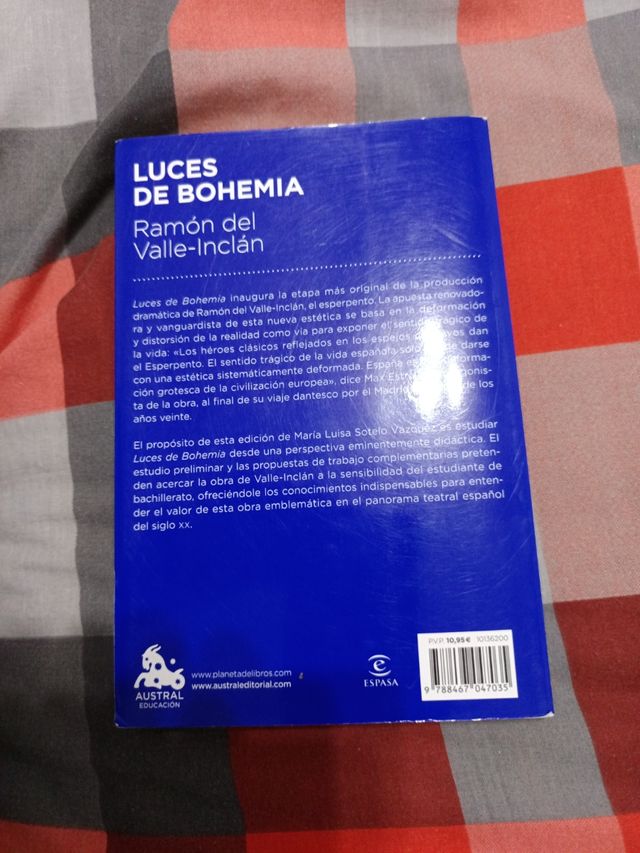 LUCES
DE BOHEMIA
Ramón del
Valle-Inclán
Luces de Bohemia inaugura la etapa más original de la producción
dramática de Ramón del Valle-Inclán, el esperpento. La apuesta renovado-
ra y vanguardista de esta nueva estética se basa en la deformación
y distorsión de la realidad como vía para exponer el sentido trágico de
la vida: «Los héroes clásicos reflejados en los espejos dan
el Esperpento. El sentido trágico de la vida española darse
con una estética sistemáticamente deformada. España es
ción grotesca de la civilización europea», dice Max
ta de la obra, al final de su viaje dantesco por el Madrid de los
años veinte.
El propósito de esta edición de María Luisa Sotelo Vázquez es estudiar
Luces de Bohemia desde una perspectiva eminentemente didáctica. El
estudio preliminar y las propuestas de trabajo complementarias preten-
den acercar la obra de Valle-Inclán a la sensibilidad del estudiante de
bachillerato, ofreciéndole los conocimientos indispensables para enten-
der el valor de esta obra emblemática en el panorama teatral español
del siglo XX.
PVP 10,95€ 10136200
www.planetadelibros.com
www.australeditorial.com
AUSTRAL
EDUCACIÓN
e
ESPASA
9 788467 047035